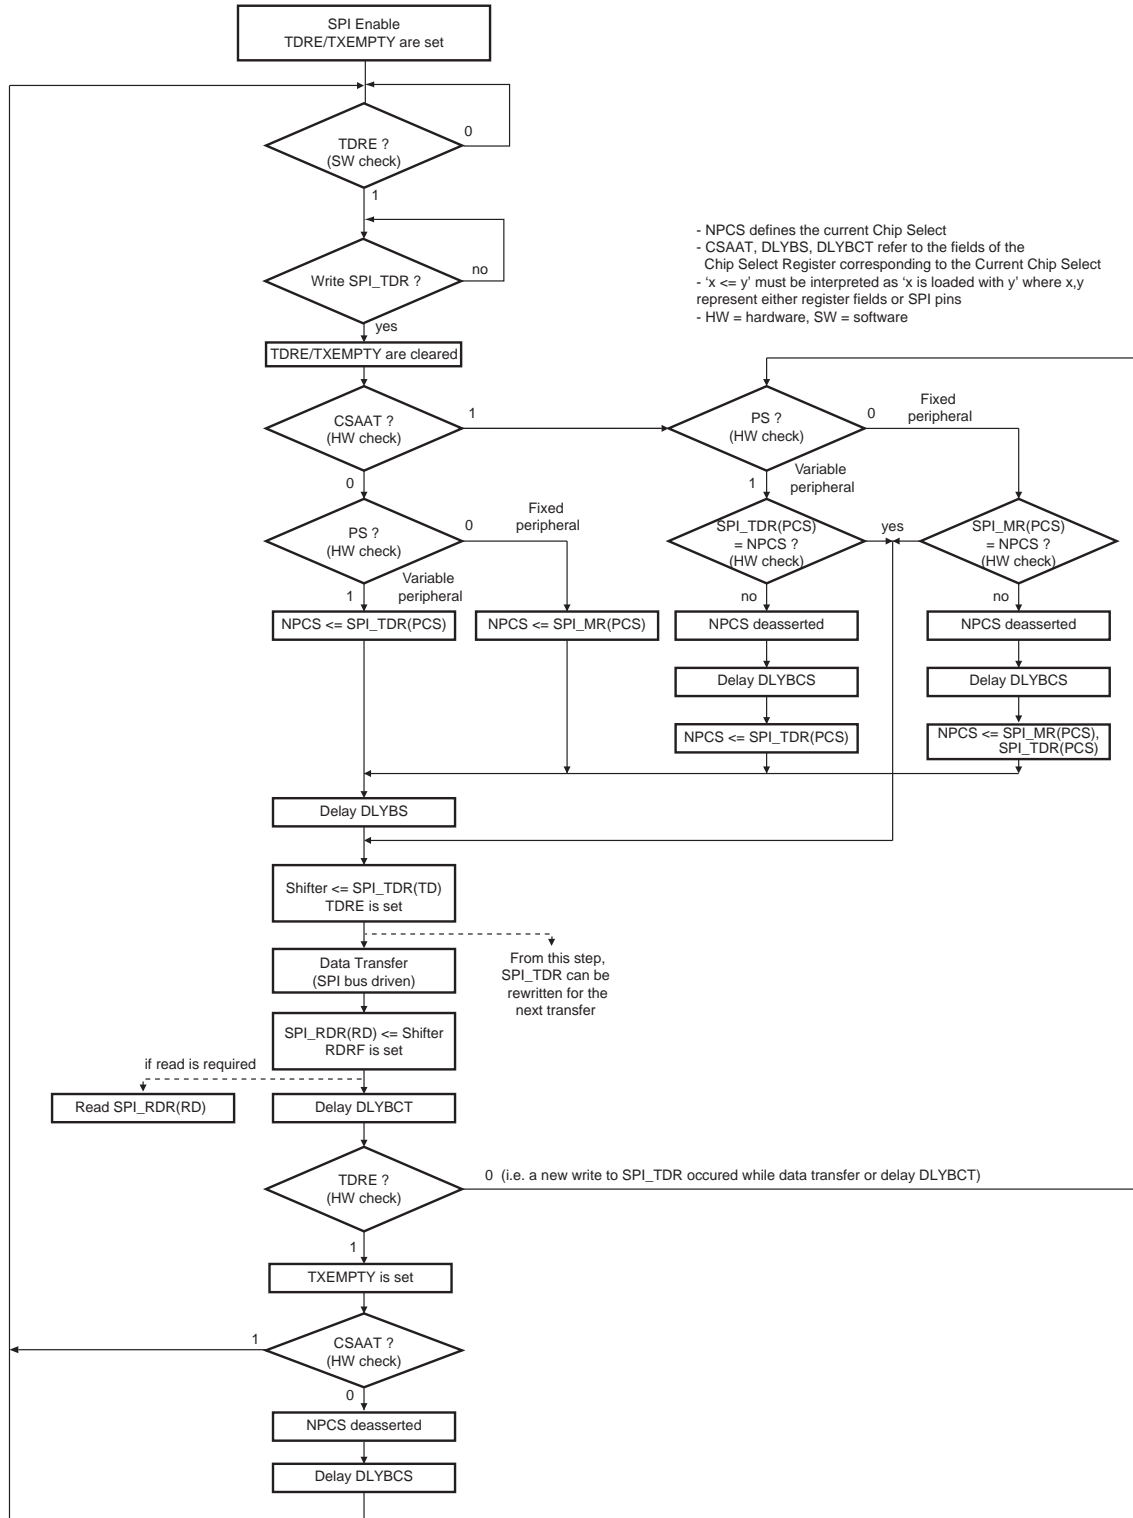 SPI Enable
TDRE/TXEMPTY are set
TDRE ?
(SW check)
0
1
Write SPI_TDR ?
no
yes
TDRE/TXEMPTY are cleared
- NPCS defines the current Chip Select
- CSAAT, DLYBS, DLYBCT refer to the fields of the
Chip Select Register corresponding to the Current Chip Select
- ‘x <= y’ must be interpreted as ‘x is loaded with y’ where x,y
represent either register fields or SPI pins
- HW = hardware, SW = software
CSAAT ?
(HW check)
1
0
PS ?
(HW check)
0
Fixed
peripheral
1
Variable
peripheral
NPCS <= SPI_TDR(PCS)
NPCS <= SPI_MR(PCS)
PS ?
(HW check)
0
Fixed
peripheral
1
Variable
peripheral
SPI_TDR(PCS)
= NPCS ?
(HW check)
yes
SPI_MR(PCS)
= NPCS ?
(HW check)
no
no
NPCS deasserted
NPCS deasserted
Delay DLYBCS
Delay DLYBCS
NPCS <= SPI_TDR(PCS)
NPCS <= SPI_MR(PCS),
SPI_TDR(PCS)
Delay DLYBS
Shifter <= SPI_TDR(TD)
TDRE is set
Data Transfer
(SPI bus driven)
From this step,
SPI_TDR can be
rewritten for the
next transfer
SPI_RDR(RD) <= Shifter
RDRF is set
if read is required
Read SPI_RDR(RD)
Delay DLYBCT
TDRE ?
(HW check)
0 (i.e. a new write to SPI_TDR occured while data transfer or delay DLYBCT)
1
TXEMPTY is set
CSAAT ?
(HW check)
1
0
NPCS deasserted
Delay DLYBCS